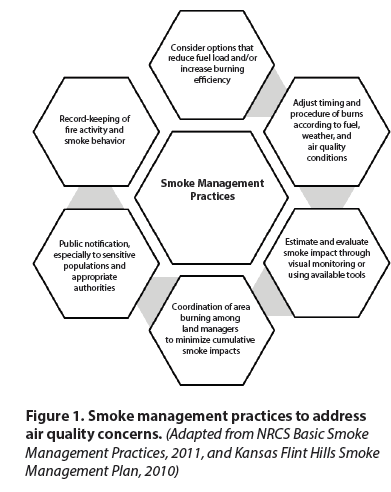 Consider options that
reduce fuel load and/or
increase burning
efficiency
Adjust timing and
procedure of burns
according to fuel,
weather, and
air quality
conditions
Estimate and evaluate
smoke impact through
visual monitoring or
using available tools
Coordination of area
burning among
land managers
to minimize cumulative
smoke impacts
Public notification,
especially to sensitive
populations and
appropriate
authorities
Record-keeping of
fire activity and
smoke behavior
Smoke Management
Practices
Figure 1. Smoke management practices to address
air quality concerns. (Adapted from NRCS Basic Smoke
Management Practices, 2011, and Kansas Flint Hills Smoke
Management Plan, 2010)